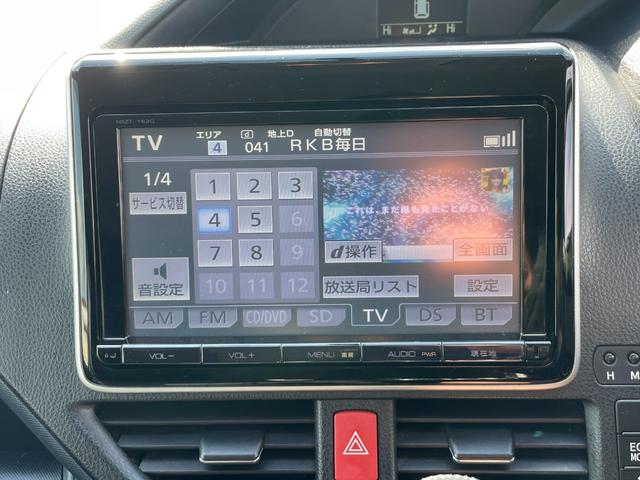 Hi Hi
NSZT-Y62G
TV エリア 4 d 地上D 041 自動切替 RKB毎日
1/4
サービス切替
1 2 3
4 5 6
7 8 9
10 11 12
これは、まだ誰も見たことがない
d操作 全画面
音設定 放送局リスト 設定
AM FM CD/DVD SD TV DS BT
VOL− VOL+ MENU 画質 AUDIO PWR 現在地
H M